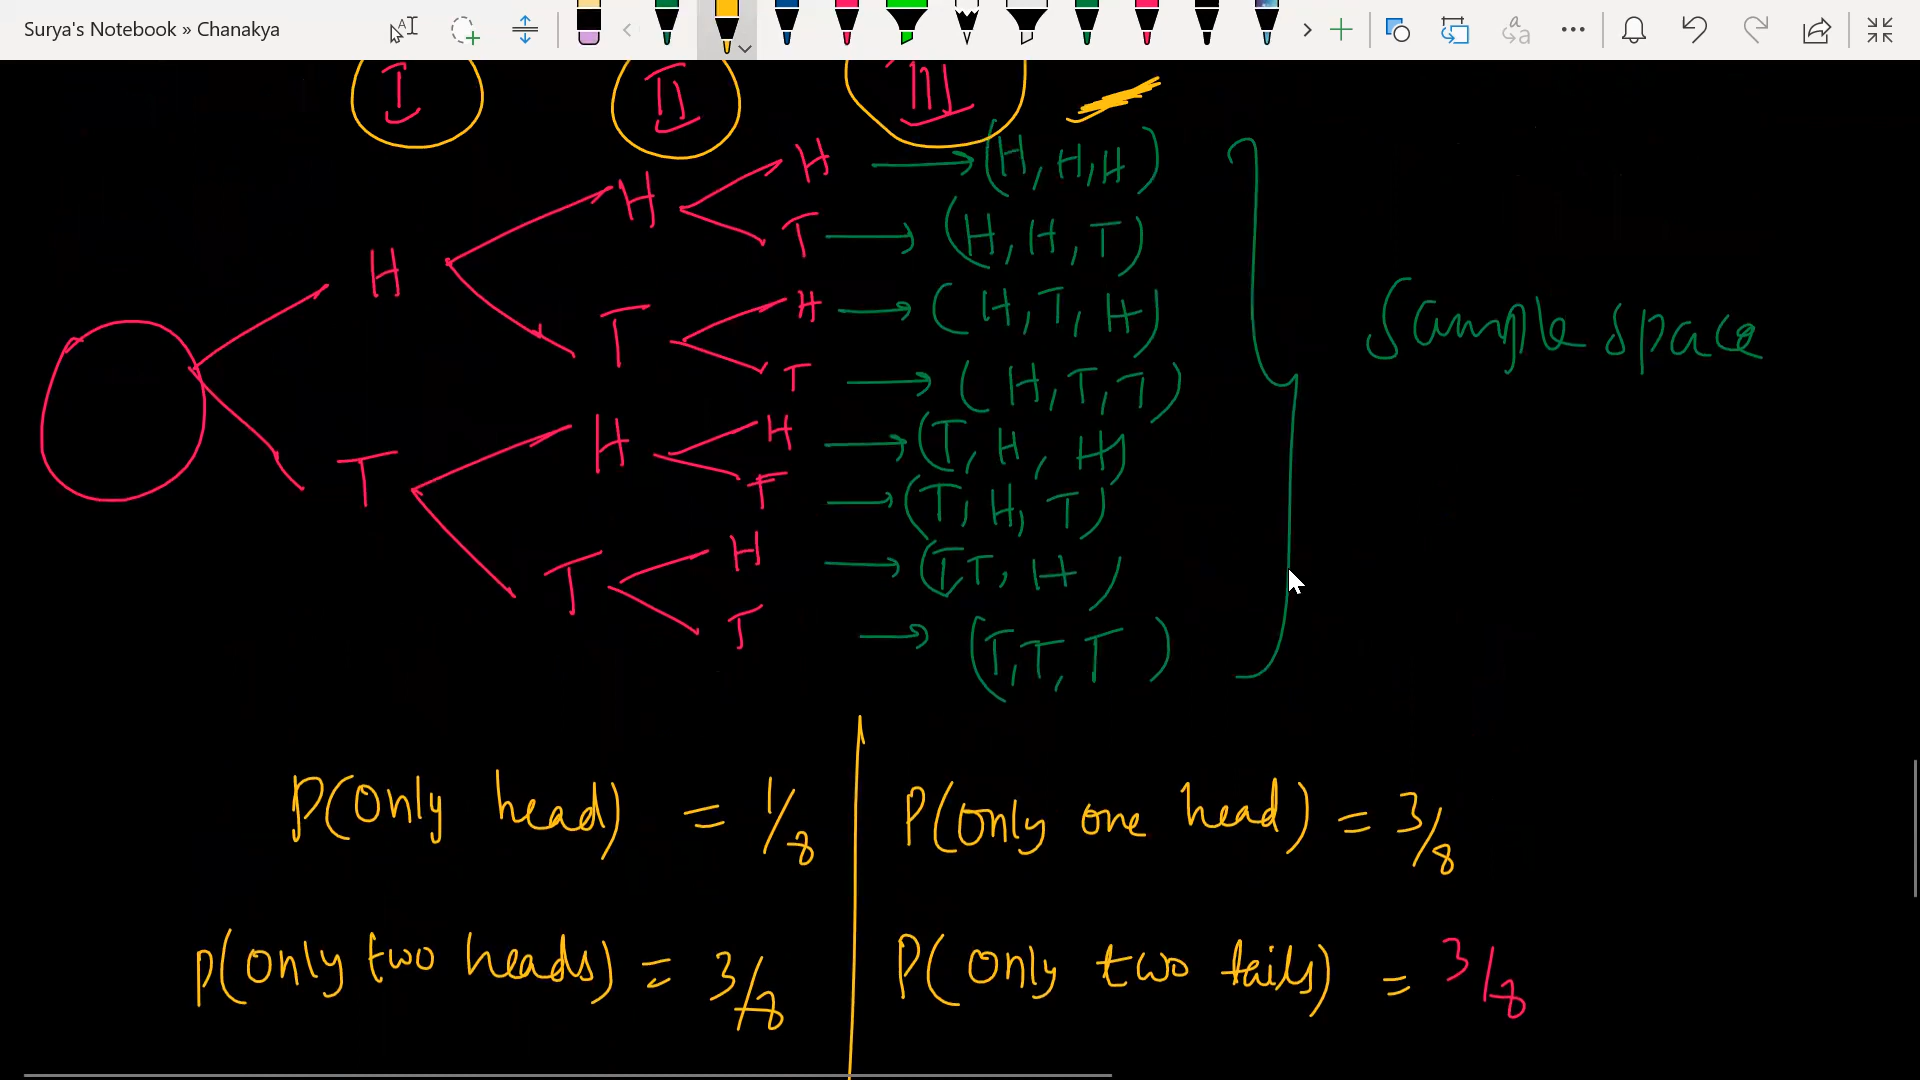 Surya's Notebook » Chanakya
I II III
H → (H, H, H)
H
T → (H, H, T)
H
H → (H, T, H)
T
T → (H, T, T)
H → (T, H, H)
H
T
T → (T, H, T)
H → (T, T, H)
T
T → (T, T, T)
Sample space
P(only head) = 1/8
P(only one head) = 3/8
P(only two heads) = 3/8
P(only two tails) = 3/8